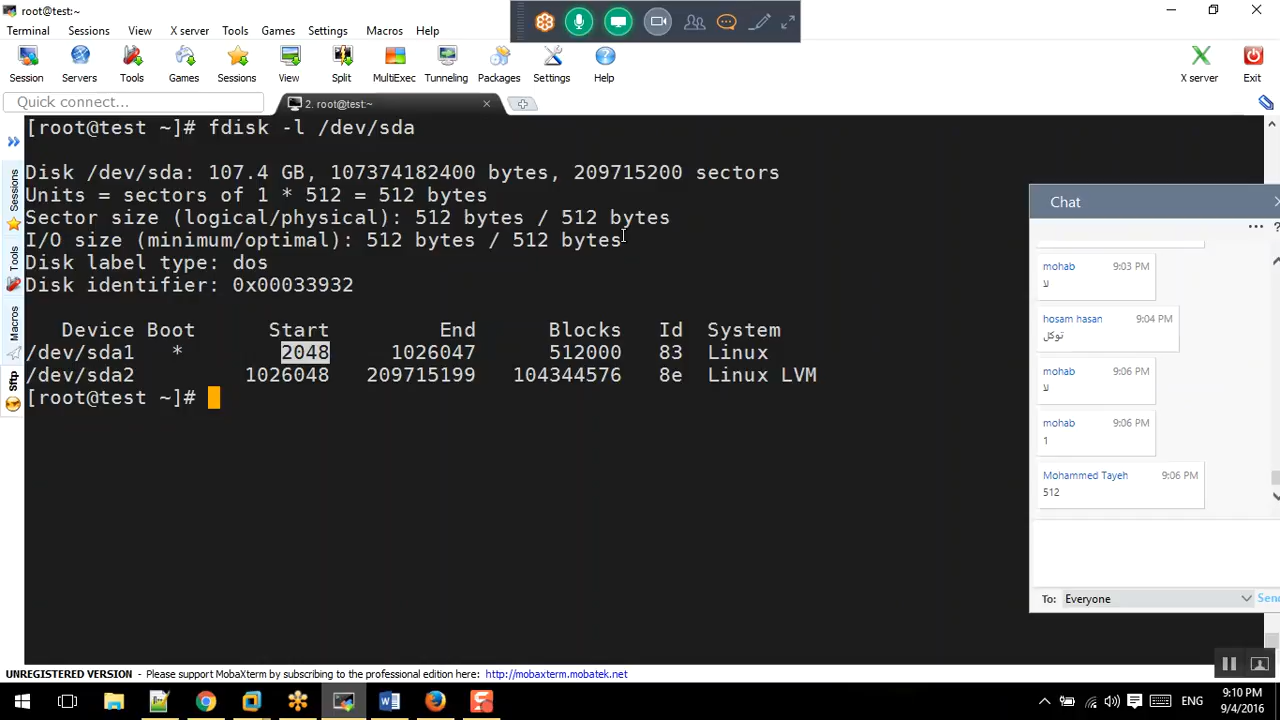 root@test:~
Terminal Sessions View X server Tools Games Settings Macros Help
Session Servers Tools Games Sessions View Split MultiExec Tunneling Packages Settings Help X server Exit
Quick connect...
2. root@test:~
[root@test ~]# fdisk -l /dev/sda
Disk /dev/sda: 107.4 GB, 107374182400 bytes, 209715200 sectors
Units = sectors of 1 * 512 = 512 bytes
Sector size (logical/physical): 512 bytes / 512 bytes
I/O size (minimum/optimal): 512 bytes / 512 bytes
Disk label type: dos
Disk identifier: 0x00033932
Device Boot Start End Blocks Id System
/dev/sda1 * 2048 1026047 512000 83 Linux
/dev/sda2 1026048 209715199 104344576 8e Linux LVM
[root@test ~]#
Sessions
Tools
Macros
Sftp
Chat
mohab 9:03 PM
لا
hosam hasan 9:04 PM
توكل
mohab 9:06 PM
لا
mohab 9:06 PM
1
Mohammed Tayeh 9:06 PM
512
To: Everyone Send
UNREGISTERED VERSION - Please support MobaXterm by subscribing to the professional edition here: http://mobaxterm.mobatek.net
ENG
9:10 PM
9/4/2016